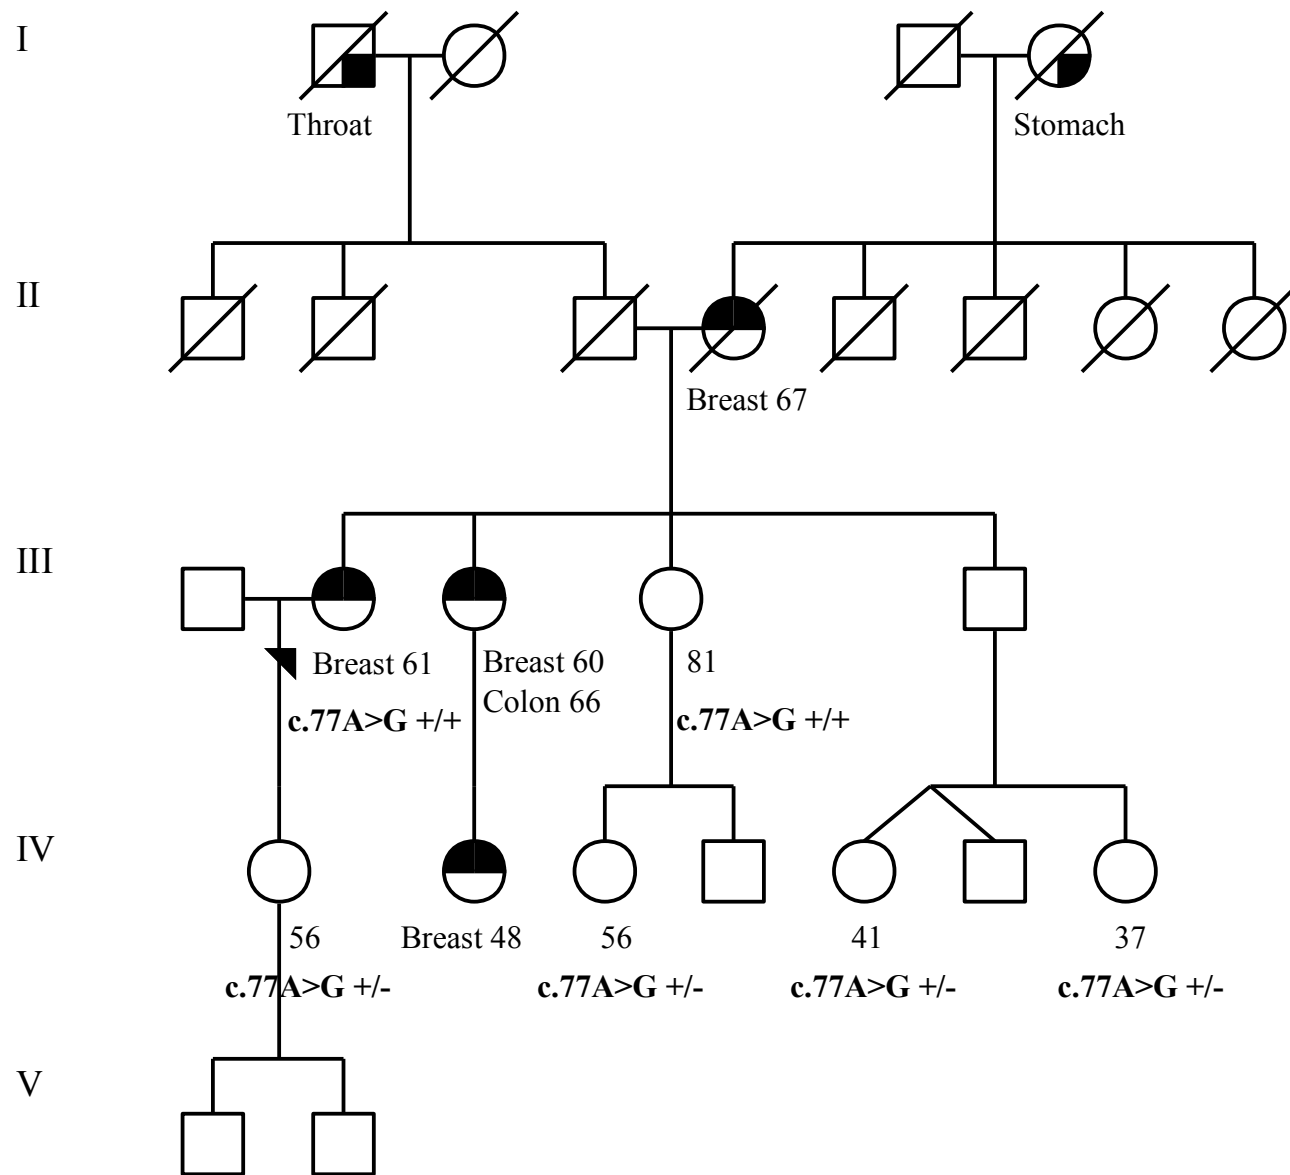 I
Throat
Stomach
II
Breast 67
III
Breast 61
Breast 60
81
Colon 66
c.77A>G +/+
c.77A>G +/+
IV
56
Breast 48
56
41
37
c.77A>G +/-
c.77A>G +/-
c.77A>G +/-
c.77A>G +/-
V